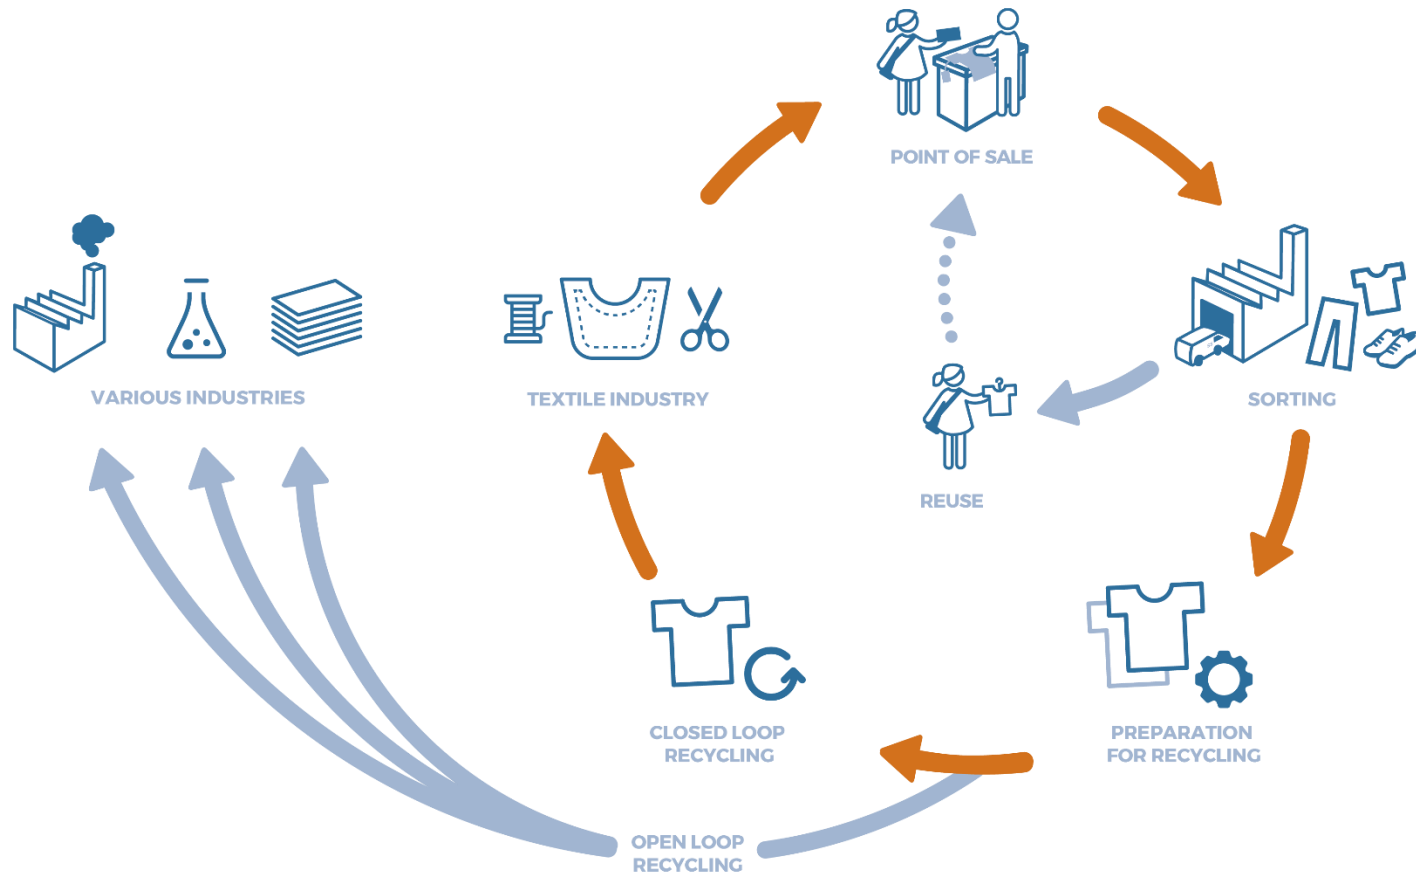 POINT OF SALE
VARIOUS INDUSTRIES
TEXTILE INDUSTRY
SORTING
REUSE
CLOSED LOOP
RECYCLING
PREPARATION
FOR RECYCLING
OPEN LOOP
RECYCLING